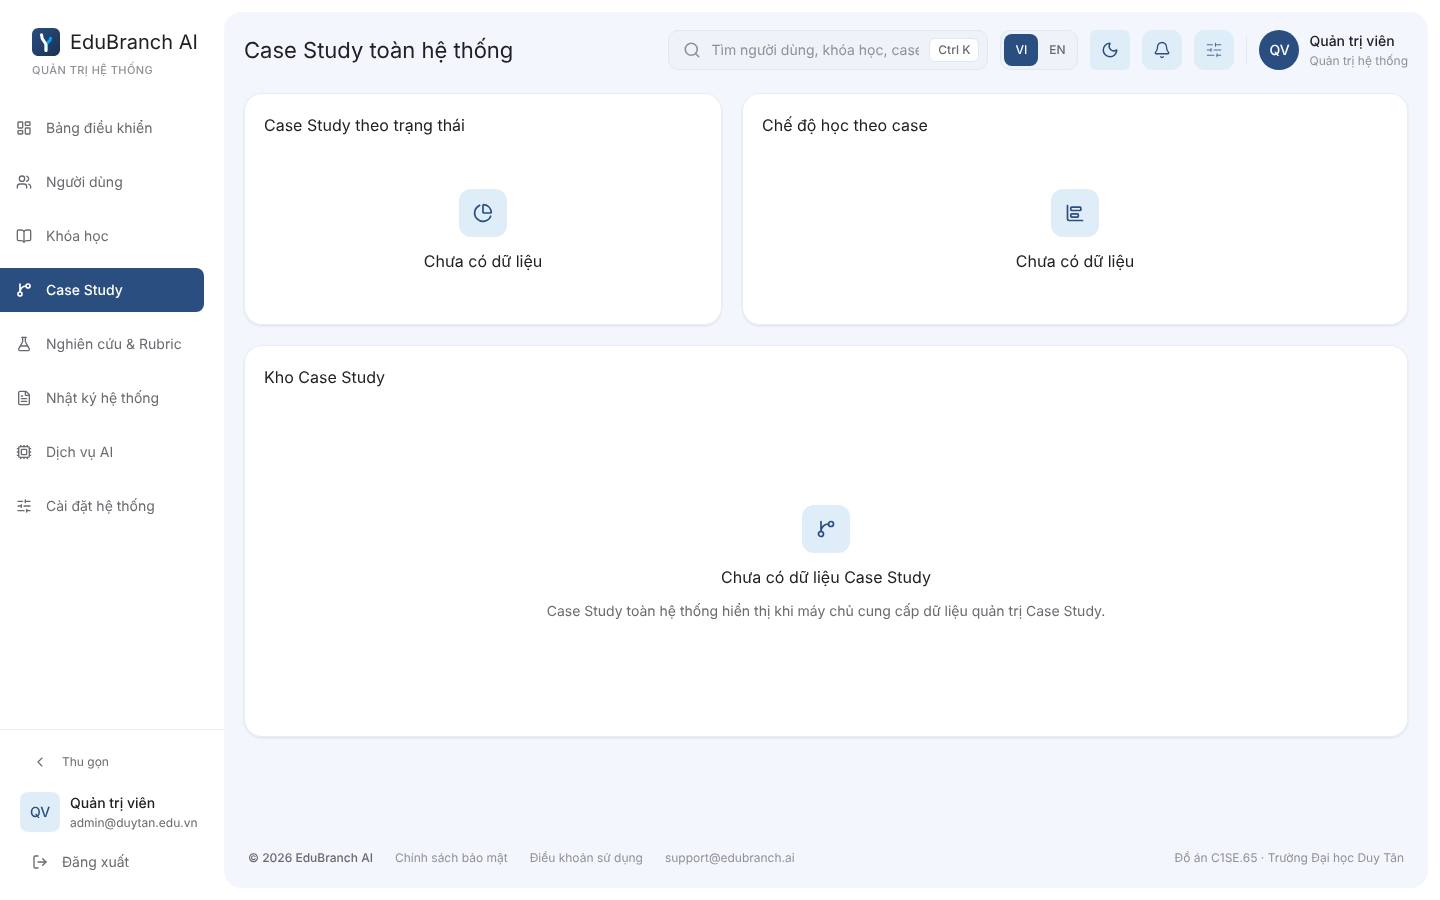 EduBranch AI
QUẢN TRỊ HỆ THỐNG
Bảng điều khiển
Người dùng
Khóa học
Case Study
Nghiên cứu & Rubric
Nhật ký hệ thống
Dịch vụ AI
Cài đặt hệ thống
Thu gọn
QV
Quản trị viên
admin@duytan.edu.vn
Đăng xuất
Case Study toàn hệ thống
Tìm người dùng, khóa học, case
Ctrl K
VI
EN
QV
Quản trị viên
Quản trị hệ thống
Case Study theo trạng thái
Chưa có dữ liệu
Chế độ học theo case
Chưa có dữ liệu
Kho Case Study
Chưa có dữ liệu Case Study
Case Study toàn hệ thống hiển thị khi máy chủ cung cấp dữ liệu quản trị Case Study.
© 2026 EduBranch AI
Chính sách bảo mật
Điều khoản sử dụng
support@edubranch.ai
Đồ án C1SE.65 · Trường Đại học Duy Tân